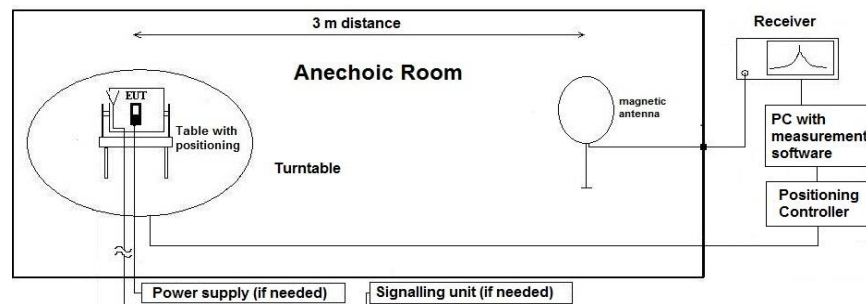 3 m distance
Receiver
Anechoic Room
EUT
Table with
positioning
magnetic
antenna
PC with
measurement
software
Turntable
Positioning
Controller
Power supply (if needed)
Signalling unit (if needed)